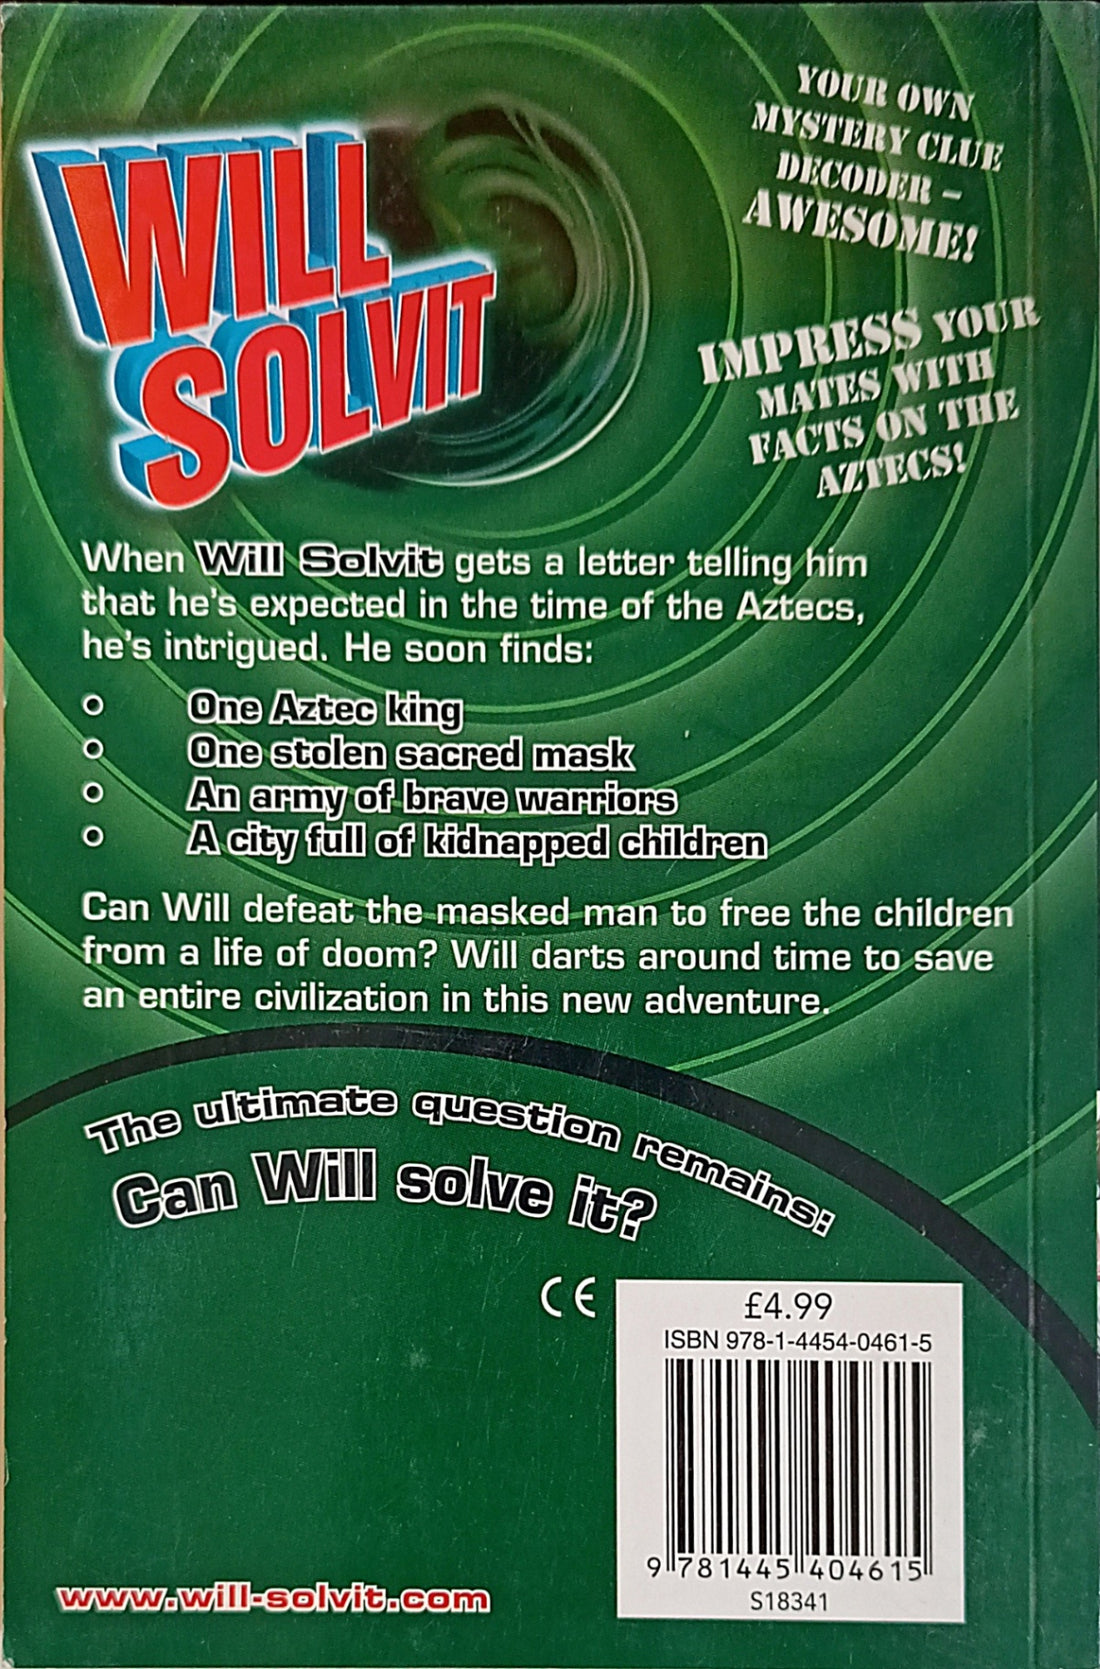 WILL
SOLVIT
YOUR OWN
MYSTERY CLUE
DECODER –
AWESOME!
IMPRESS YOUR
MATES WITH
FACTS ON THE
AZTECS!
When Will Solvit gets a letter telling him
that he's expected in the time of the Aztecs,
he's intrigued. He soon finds:
One Aztec king
One stolen sacred mask
An army of brave warriors
A city full of kidnapped children
Can Will defeat the masked man to free the children
from a life of doom? Will darts around time to save
an entire civilization in this new adventure.
The ultimate question remains:
Can Will solve it?
CE
£4.99
ISBN 978-1-4454-0461-5
9 781445 404615
S18341
www.will-solvit.com